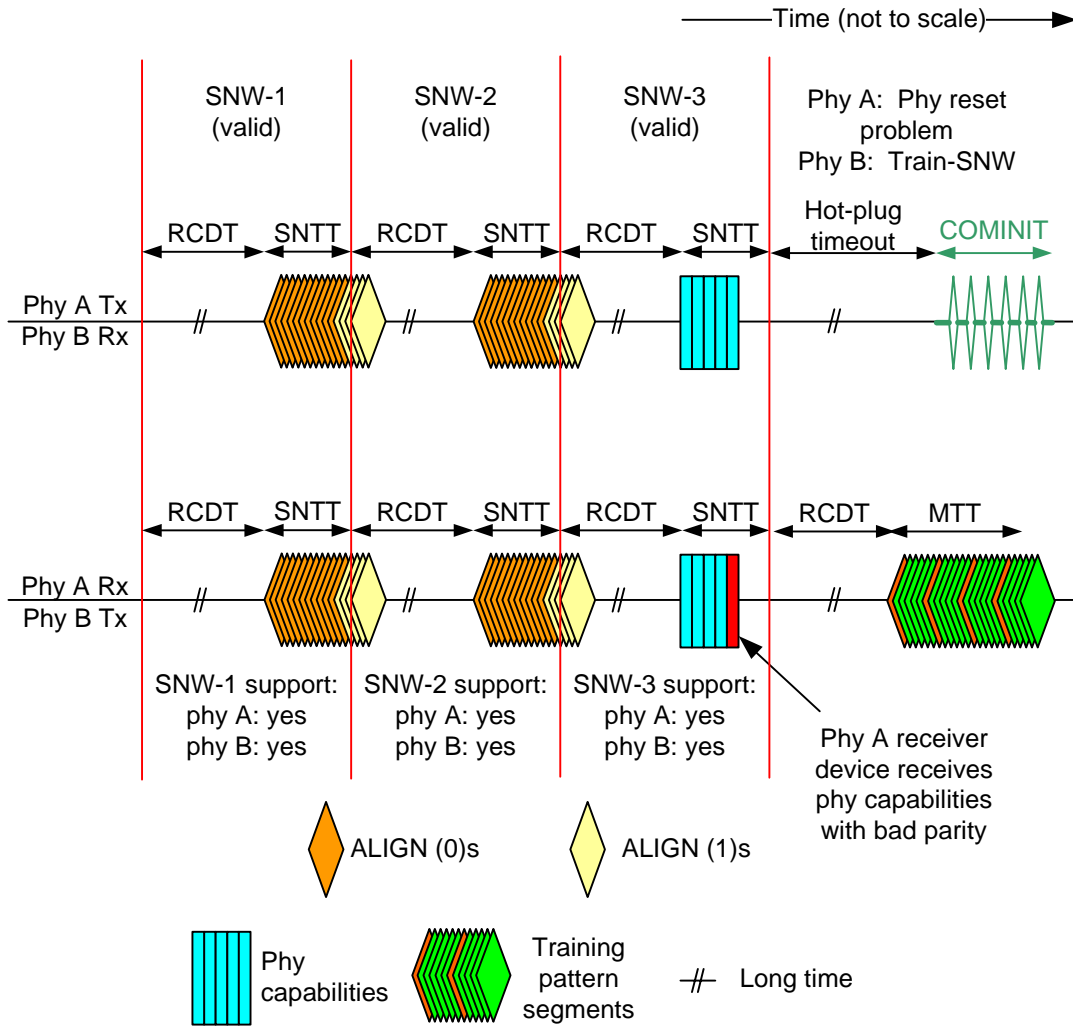 Time (not to scale)
SNW-1
(valid)
SNW-2
(valid)
SNW-3
(valid)
Phy A: Phy reset
problem
Phy B: Train-SNW
RCDT
SNTT
RCDT
SNTT
RCDT
SNTT
Hot-plug
timeout
COMINIT
Phy A Tx
Phy B Rx
RCDT
SNTT
RCDT
SNTT
RCDT
SNTT
RCDT
MTT
Phy A Rx
Phy B Tx
SNW-1 support:
phy A: yes
phy B: yes
SNW-2 support:
phy A: yes
phy B: yes
SNW-3 support:
phy A: yes
phy B: yes
Phy A receiver
device receives
phy capabilities
with bad parity
ALIGN (0)s
ALIGN (1)s
Phy
capabilities
Training
pattern
segments
Long time